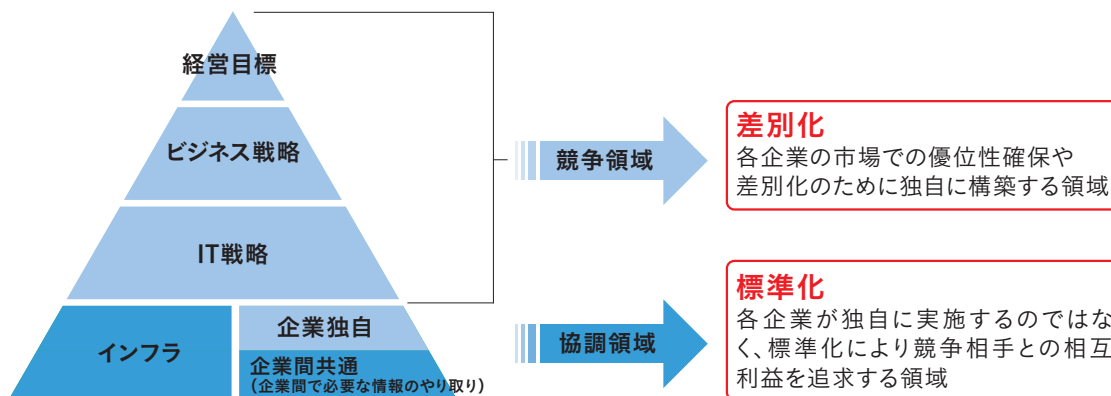 経営目標
ビジネス戦略
IT戦略
インフラ
企業独自
企業間共通
(企業間で必要な情報のやり取り)
競争領域
差別化
各企業の市場での優位性確保や
差別化のために独自に構築する領域
協調領域
標準化
各企業が独自に実施するのではな
く、標準化により競争相手との相互
利益を追求する領域